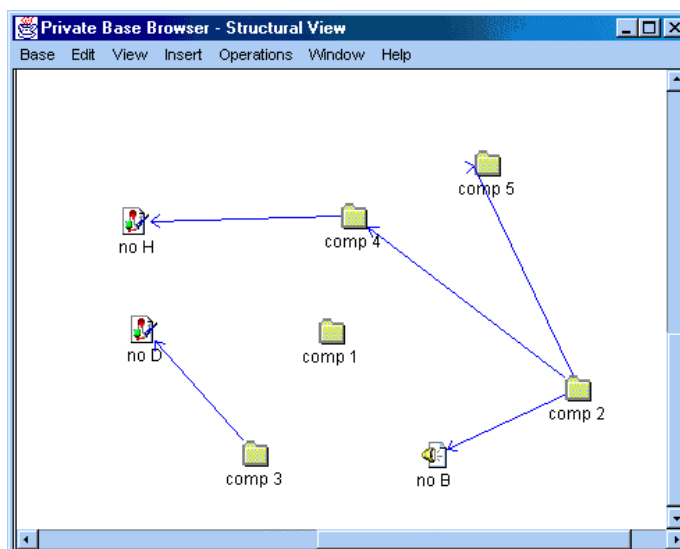 Private Base Browser - Structural View
Base Edit View Insert Operations Window Help
comp 5
no H
comp 4
no D
comp 1
comp 2
comp 3
no B